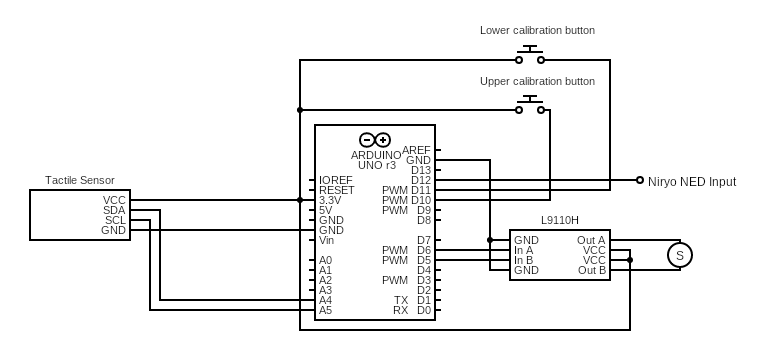 Lower calibration button
Upper calibration button
Tactile Sensor
VCC
SDA
SCL
GND
ARDUINO
UNO r3
IOREF
RESET
3.3V
5V
GND
GND
Vin
A0
A1
A2
A3
A4
A5
AREF
GND
D13
D12
PWM D11
PWM D10
PWM D9
D8
D7
PWM D6
PWM D5
D4
PWM D3
D2
TX D1
RX D0
Niryo NED Input
L9110H
GND Out A
In A VCC
In B VCC
GND Out B
S